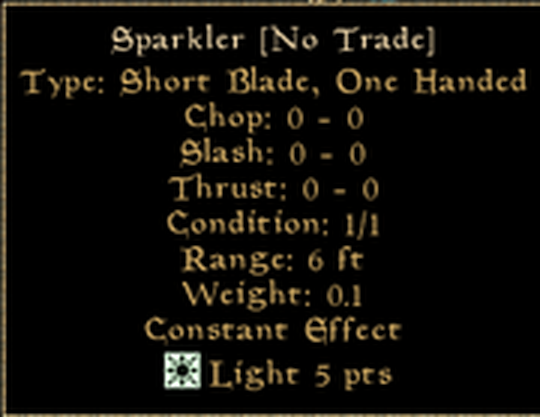 Sparkler [No Trade]
Type: Short Blade, One Handed
Chop: 0 - 0
Slash: 0 - 0
Thrust: 0 - 0
Condition: 1/1
Range: 6 ft
Weight: 0.1
Constant Effect
Light 5 pts